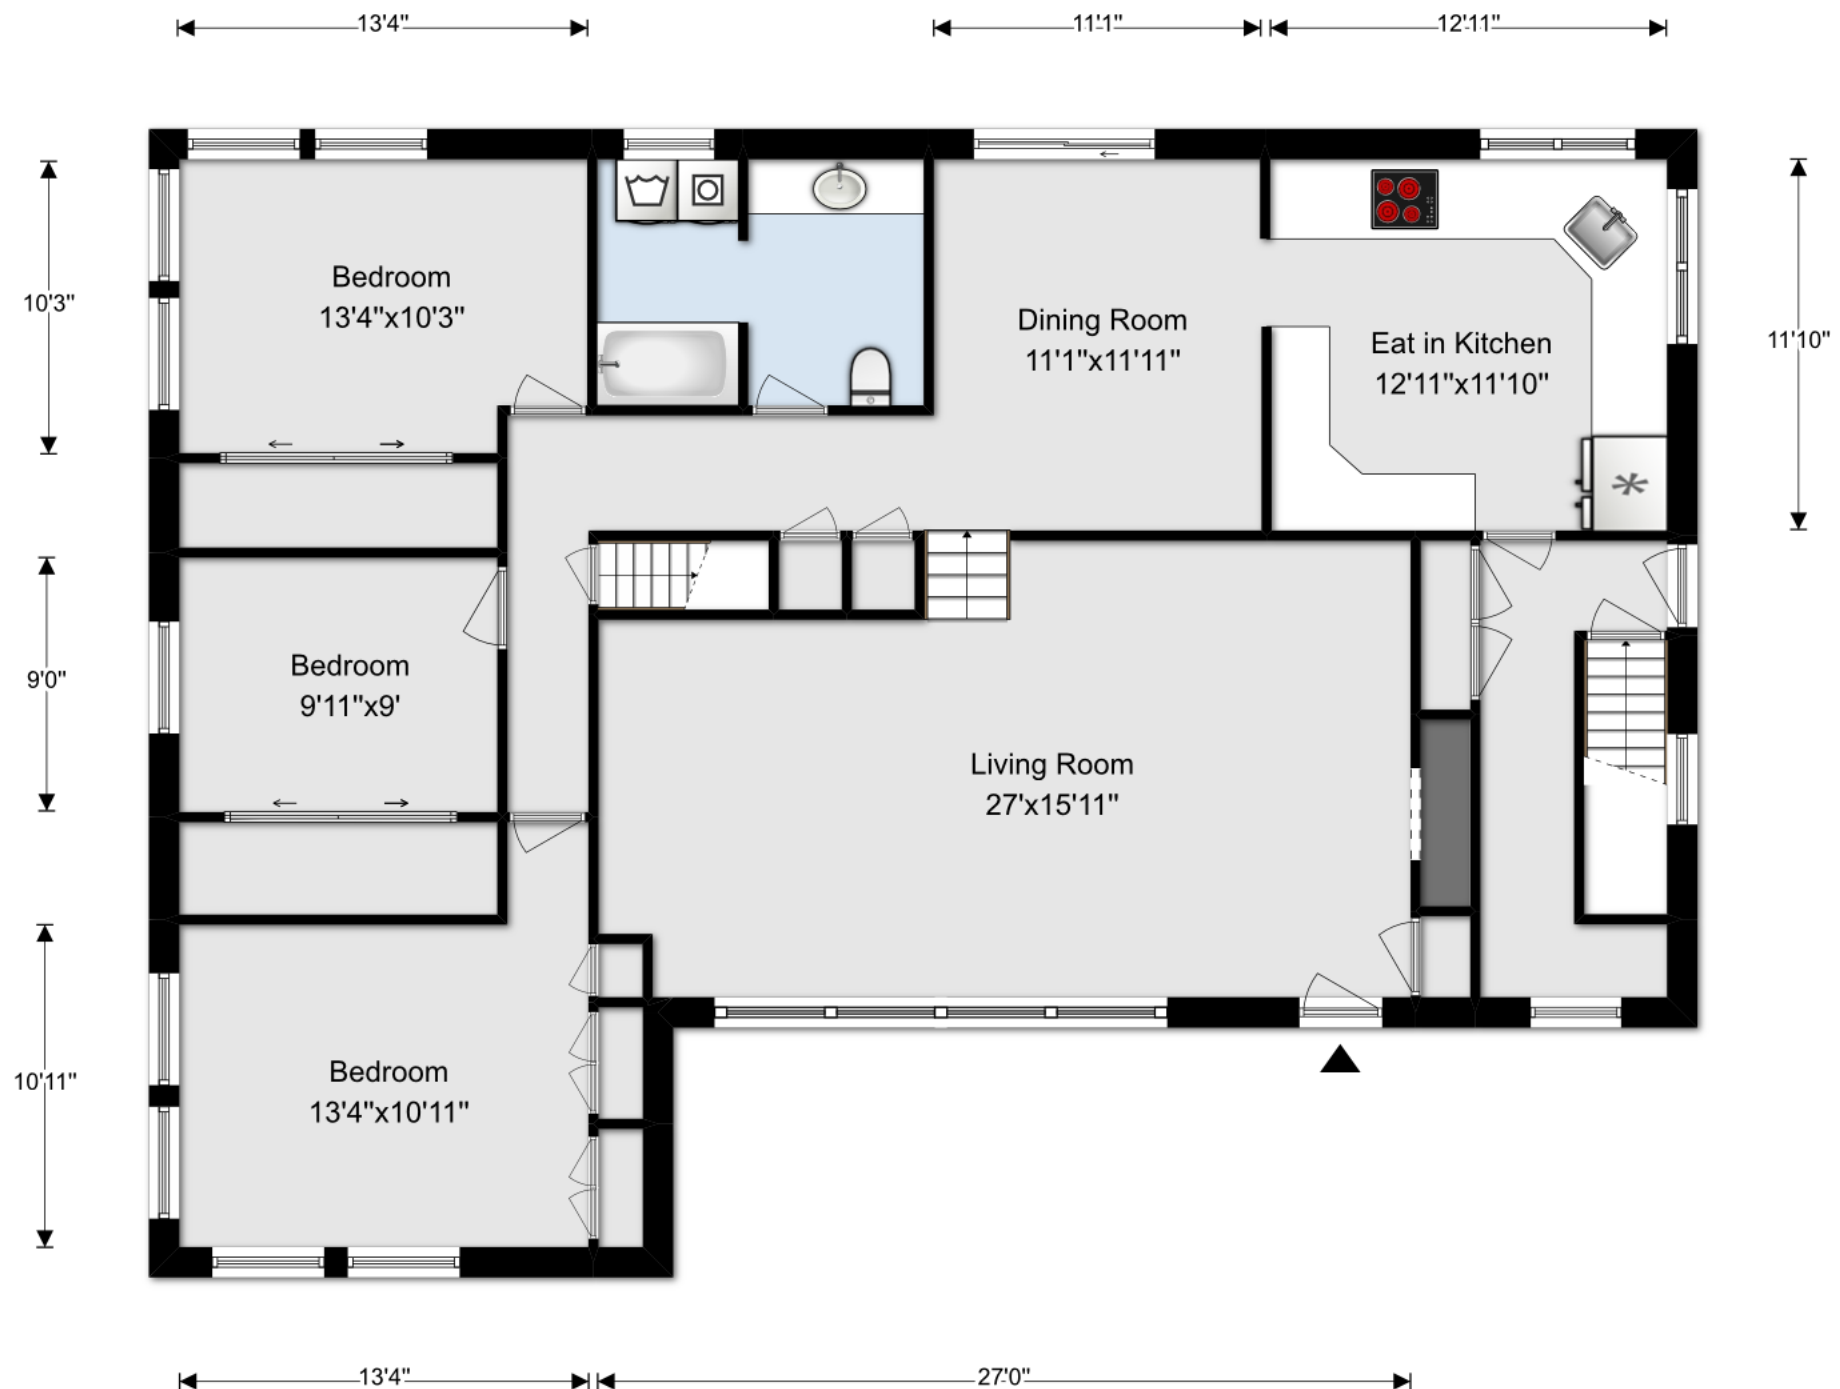 13'4"
11'1"
12'11"
Bedroom
13'4"x10'3"
10'3"
Dining Room
11'1"x11'11"
Eat in Kitchen
12'11"x11'10"
11'10"
Bedroom
9'11"x9'
9'0"
Living Room
27'x15'11"
Bedroom
13'4"x10'11"
10'11"
13'4"
27'0"